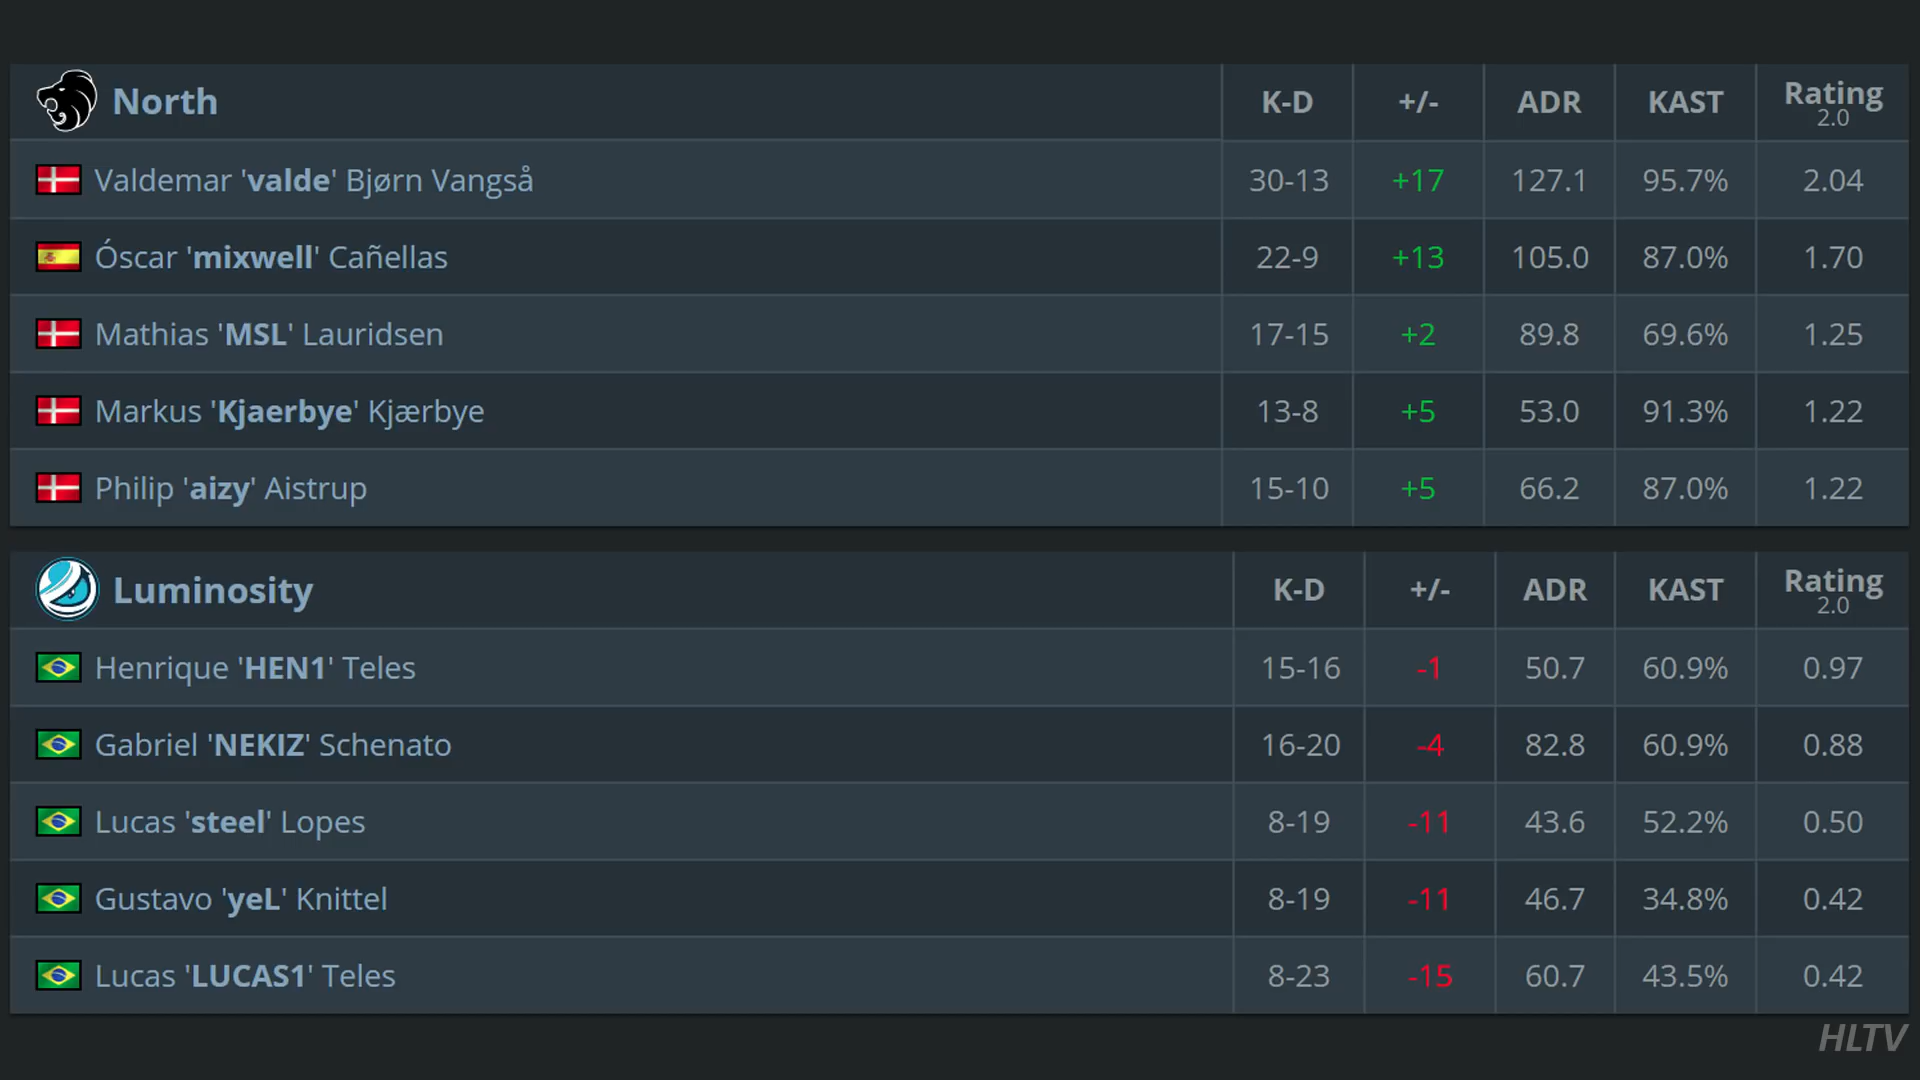 North K-D +/- ADR KAST Rating 2.0
Valdemar 'valde' Bjørn Vangså 30-13 +17 127.1 95.7% 2.04
Óscar 'mixwell' Cañellas 22-9 +13 105.0 87.0% 1.70
Mathias 'MSL' Lauridsen 17-15 +2 89.8 69.6% 1.25
Markus 'Kjaerbye' Kjærbye 13-8 +5 53.0 91.3% 1.22
Philip 'aizy' Aistrup 15-10 +5 66.2 87.0% 1.22
Luminosity K-D +/- ADR KAST Rating 2.0
Henrique 'HEN1' Teles 15-16 -1 50.7 60.9% 0.97
Gabriel 'NEKIZ' Schenato 16-20 -4 82.8 60.9% 0.88
Lucas 'steel' Lopes 8-19 -11 43.6 52.2% 0.50
Gustavo 'yeL' Knittel 8-19 -11 46.7 34.8% 0.42
Lucas 'LUCAS1' Teles 8-23 -15 60.7 43.5% 0.42
HLTV